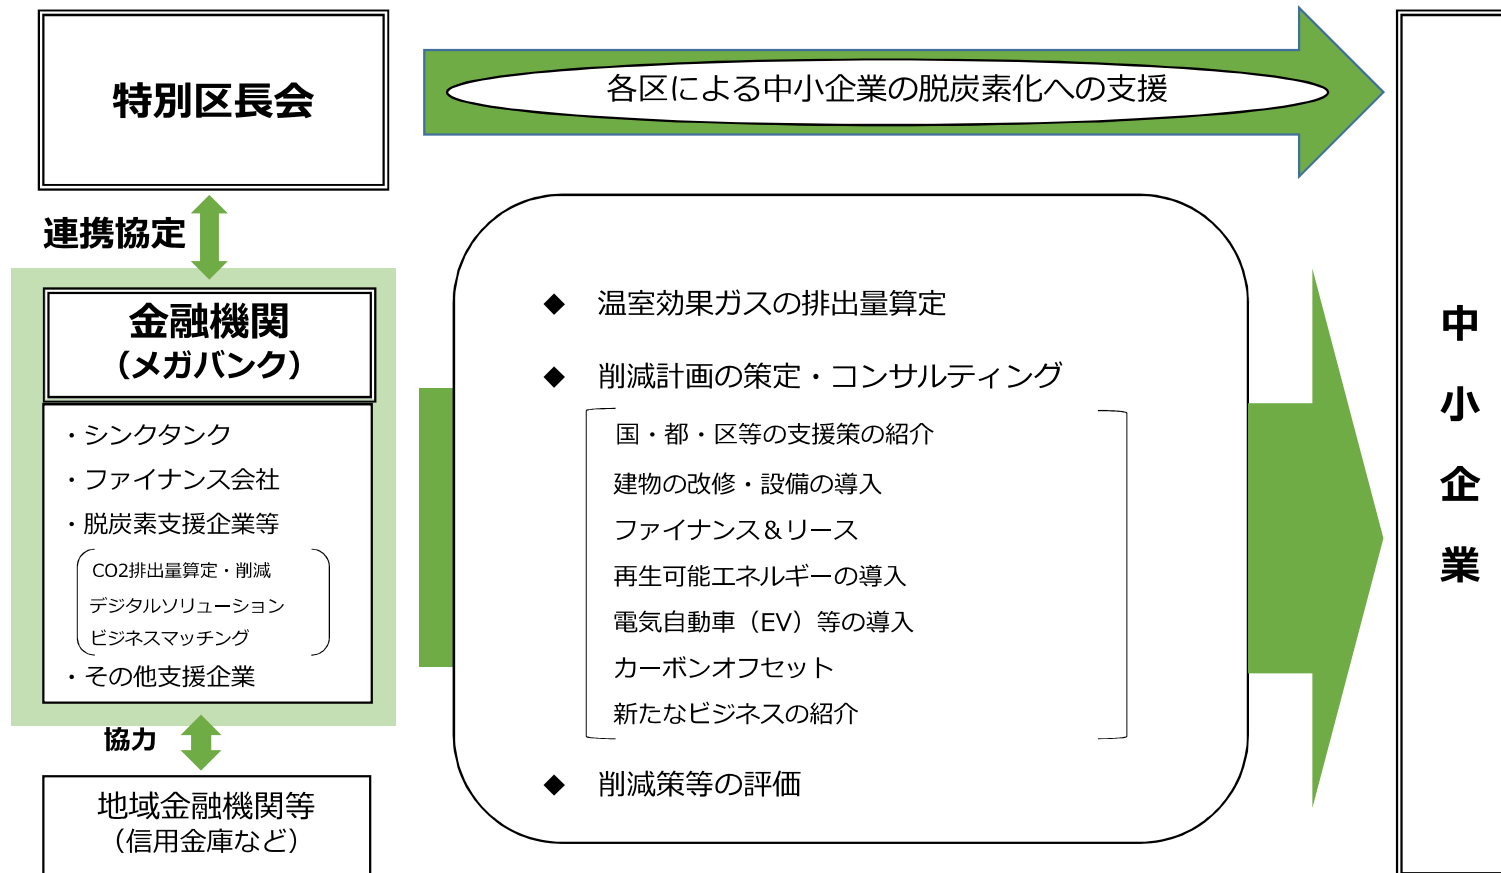 特別区長会
各区による中小企業の脱炭素化への支援
連携協定
金融機関
（メガバンク）
・シンクタンク
・ファイナンス会社
・脱炭素支援企業等
CO2排出量算定・削減
デジタルソリューション
ビジネスマッチング
・その他支援企業
協力
地域金融機関等
（信用金庫など）
◆ 温室効果ガスの排出量算定
◆ 削減計画の策定・コンサルティング
国・都・区等の支援策の紹介
建物の改修・設備の導入
ファイナンス＆リース
再生可能エネルギーの導入
電気自動車（EV）等の導入
カーボンオフセット
新たなビジネスの紹介
◆ 削減策等の評価
中小企業